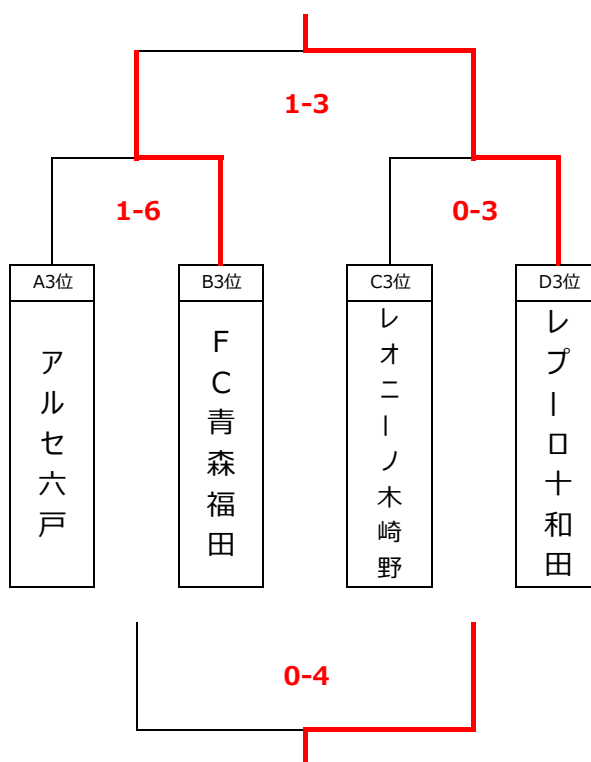 1-3
1-6
0-3
A3位
B3位
C3位
D3位
アルセ六戸
FC青森福田
レオニーノ木崎野
レプーロ十和田
0-4